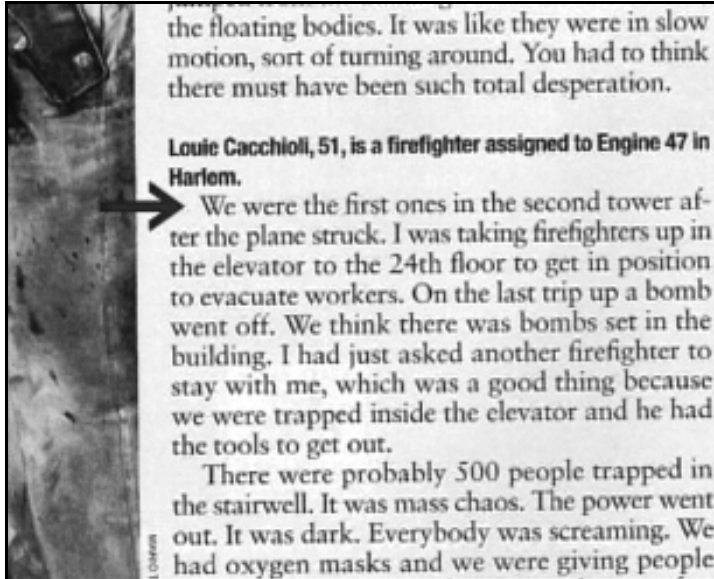 the floating bodies. It was like they were in slow
motion, sort of turning around. You had to think
there must have been such total desperation.
Louie Cacchioli, 51, is a firefighter assigned to Engine 47 in
Harlem.
We were the first ones in the second tower af-
ter the plane struck. I was taking firefighters up in
the elevator to the 24th floor to get in position
to evacuate workers. On the last trip up a bomb
went off. We think there was bombs set in the
building. I had just asked another firefighter to
stay with me, which was a good thing because
we were trapped inside the elevator and he had
the tools to get out.
There were probably 500 people trapped in
the stairwell. It was mass chaos. The power went
out. It was dark. Everybody was screaming. We
had oxygen masks and we were giving people